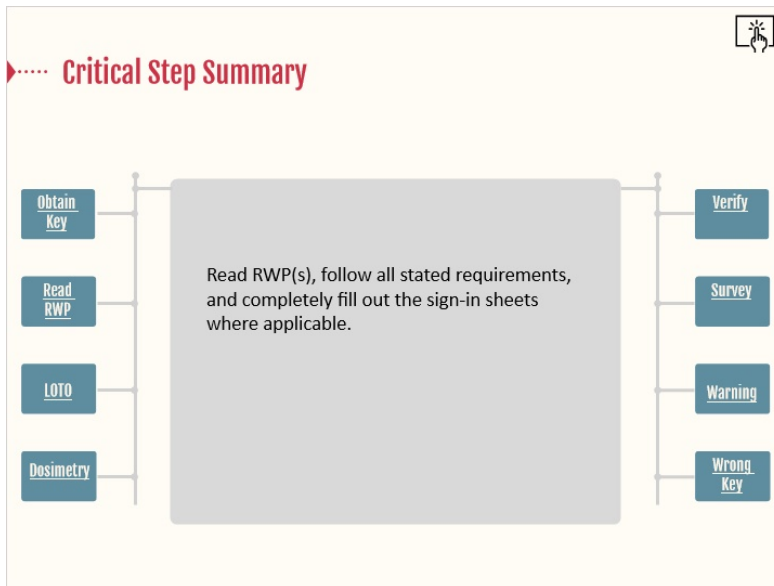 Critical Step Summary
Obtain
Key
Read
RWP
LOTO
Dosimetry
Read RWP(s), follow all stated requirements,
and completely fill out the sign-in sheets
where applicable.
Verify
Survey
Warning
Wrong
Key